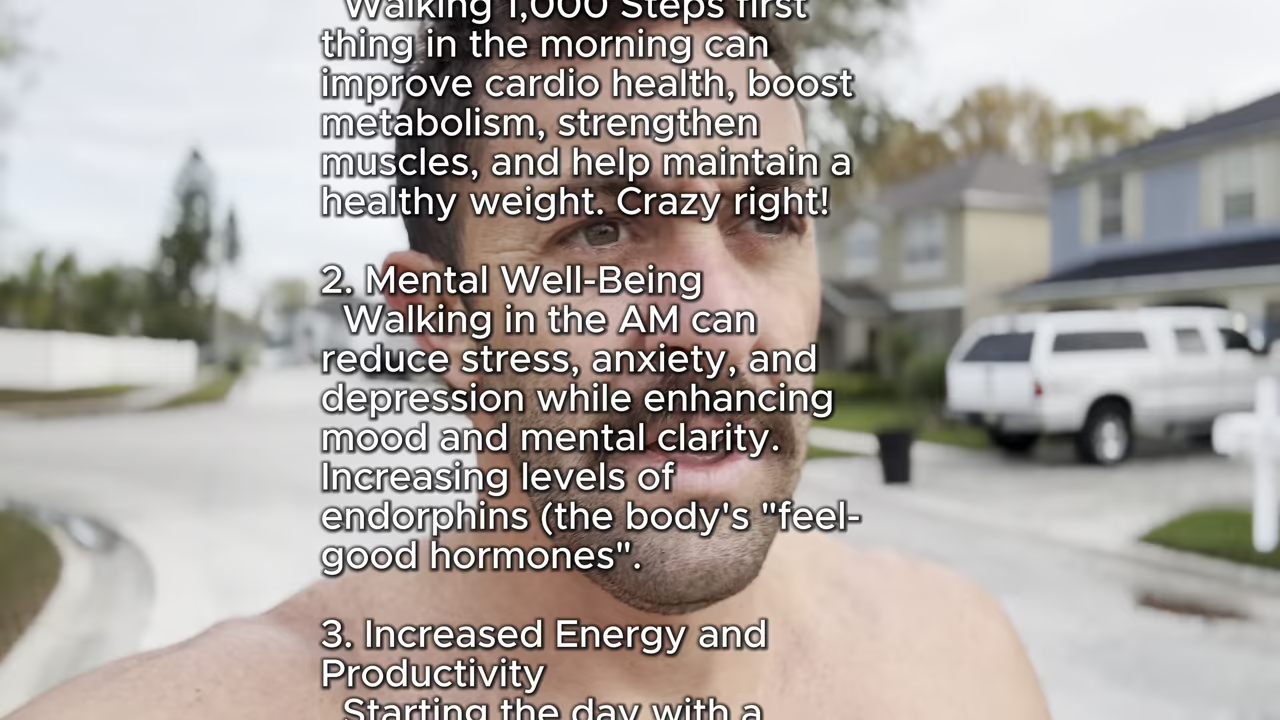 Walking 1,000 Steps first
thing in the morning can
improve cardio health, boost
metabolism, strengthen
muscles, and help maintain a
healthy weight. Crazy right!
2. Mental Well-Being
Walking in the AM can
reduce stress, anxiety, and
depression while enhancing
mood and mental clarity.
Increasing levels of
endorphins (the body's "feel-
good hormones".
3. Increased Energy and
Productivity
Starting the day with a